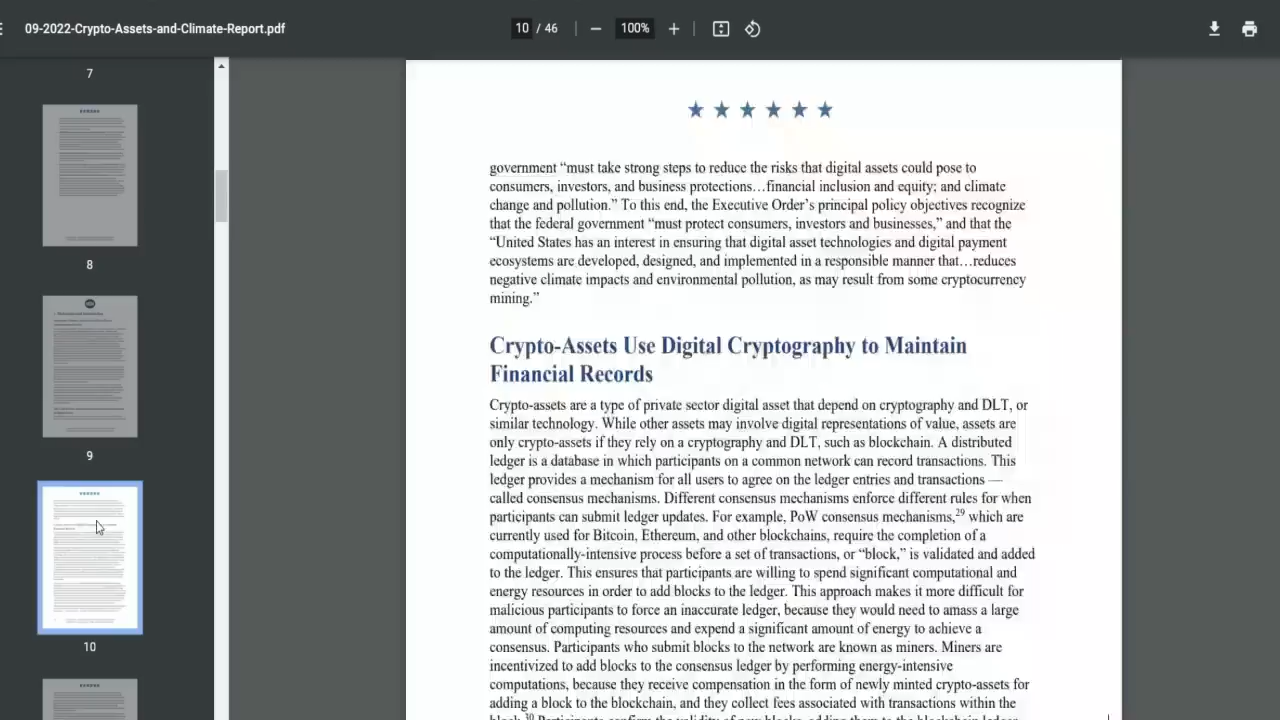 09-2022-Crypto-Assets-and-Climate-Report.pdf
10 / 46
100%
7
8
9
10
government “must take strong steps to reduce the risks that digital assets could pose to
consumers, investors, and business protections…financial inclusion and equity; and climate
change and pollution.” To this end, the Executive Order’s principal policy objectives recognize
that the federal government “must protect consumers, investors and businesses,” and that the
“United States has an interest in ensuring that digital asset technologies and digital payment
ecosystems are developed, designed, and implemented in a responsible manner that…reduces
negative climate impacts and environmental pollution, as may result from some cryptocurrency
mining.”
Crypto-Assets Use Digital Cryptography to Maintain
Financial Records
Crypto-assets are a type of private sector digital asset that depend on cryptography and DLT, or
similar technology. While other assets may involve digital representations of value, assets are
only crypto-assets if they rely on a cryptography and DLT, such as blockchain. A distributed
ledger is a database in which participants on a common network can record transactions. This
ledger provides a mechanism for all users to agree on the ledger entries and transactions —
called consensus mechanisms. Different consensus mechanisms enforce different rules for when
participants can submit ledger updates. For example, PoW consensus mechanisms,29 which are
currently used for Bitcoin, Ethereum, and other blockchains, require the completion of a
computationally-intensive process before a set of transactions, or “block,” is validated and added
to the ledger. This ensures that participants are willing to spend significant computational and
energy resources in order to add blocks to the ledger. This approach makes it more difficult for
malicious participants to force an inaccurate ledger, because they would need to amass a large
amount of computing resources and expend a significant amount of energy to achieve a
consensus. Participants who submit blocks to the network are known as miners. Miners are
incentivized to add blocks to the consensus ledger by performing energy-intensive
computations, because they receive compensation in the form of newly minted crypto-assets for
adding a block to the blockchain, and they collect fees associated with transactions within the
block.30 Participants confirm the validity of new blocks, adding them to the blockchain ledger